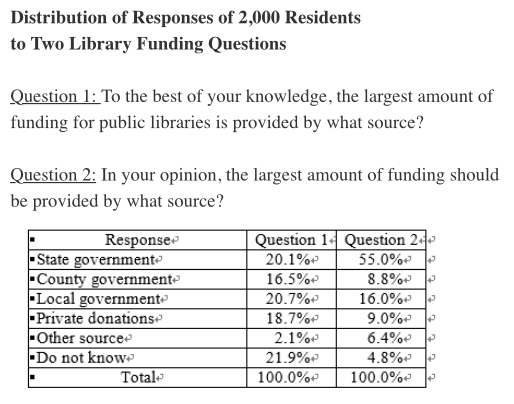 Distribution of Responses of 2,000 Residents
to Two Library Funding Questions
Question 1: To the best of your knowledge, the largest amount of
funding for public libraries is provided by what source?
Question 2: In your opinion, the largest amount of funding should
be provided by what source?
Response Question 1 Question 2
State government 20.1% 55.0%
County government 16.5% 8.8%
Local government 20.7% 16.0%
Private donations 18.7% 9.0%
Other source 2.1% 6.4%
Do not know 21.9% 4.8%
Total 100.0% 100.0%